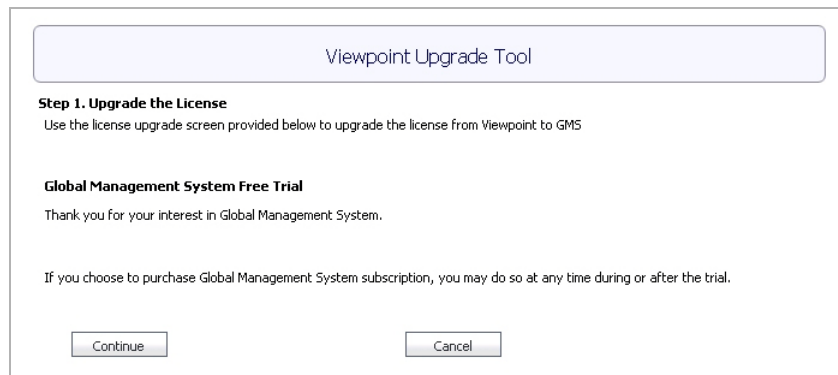 Viewpoint Upgrade Tool
Step 1. Upgrade the License
Use the license upgrade screen provided below to upgrade the license from Viewpoint to GMS
Global Management System Free Trial
Thank you for your interest in Global Management System.
If you choose to purchase Global Management System subscription, you may do so at any time during or after the trial.
Continue
Cancel